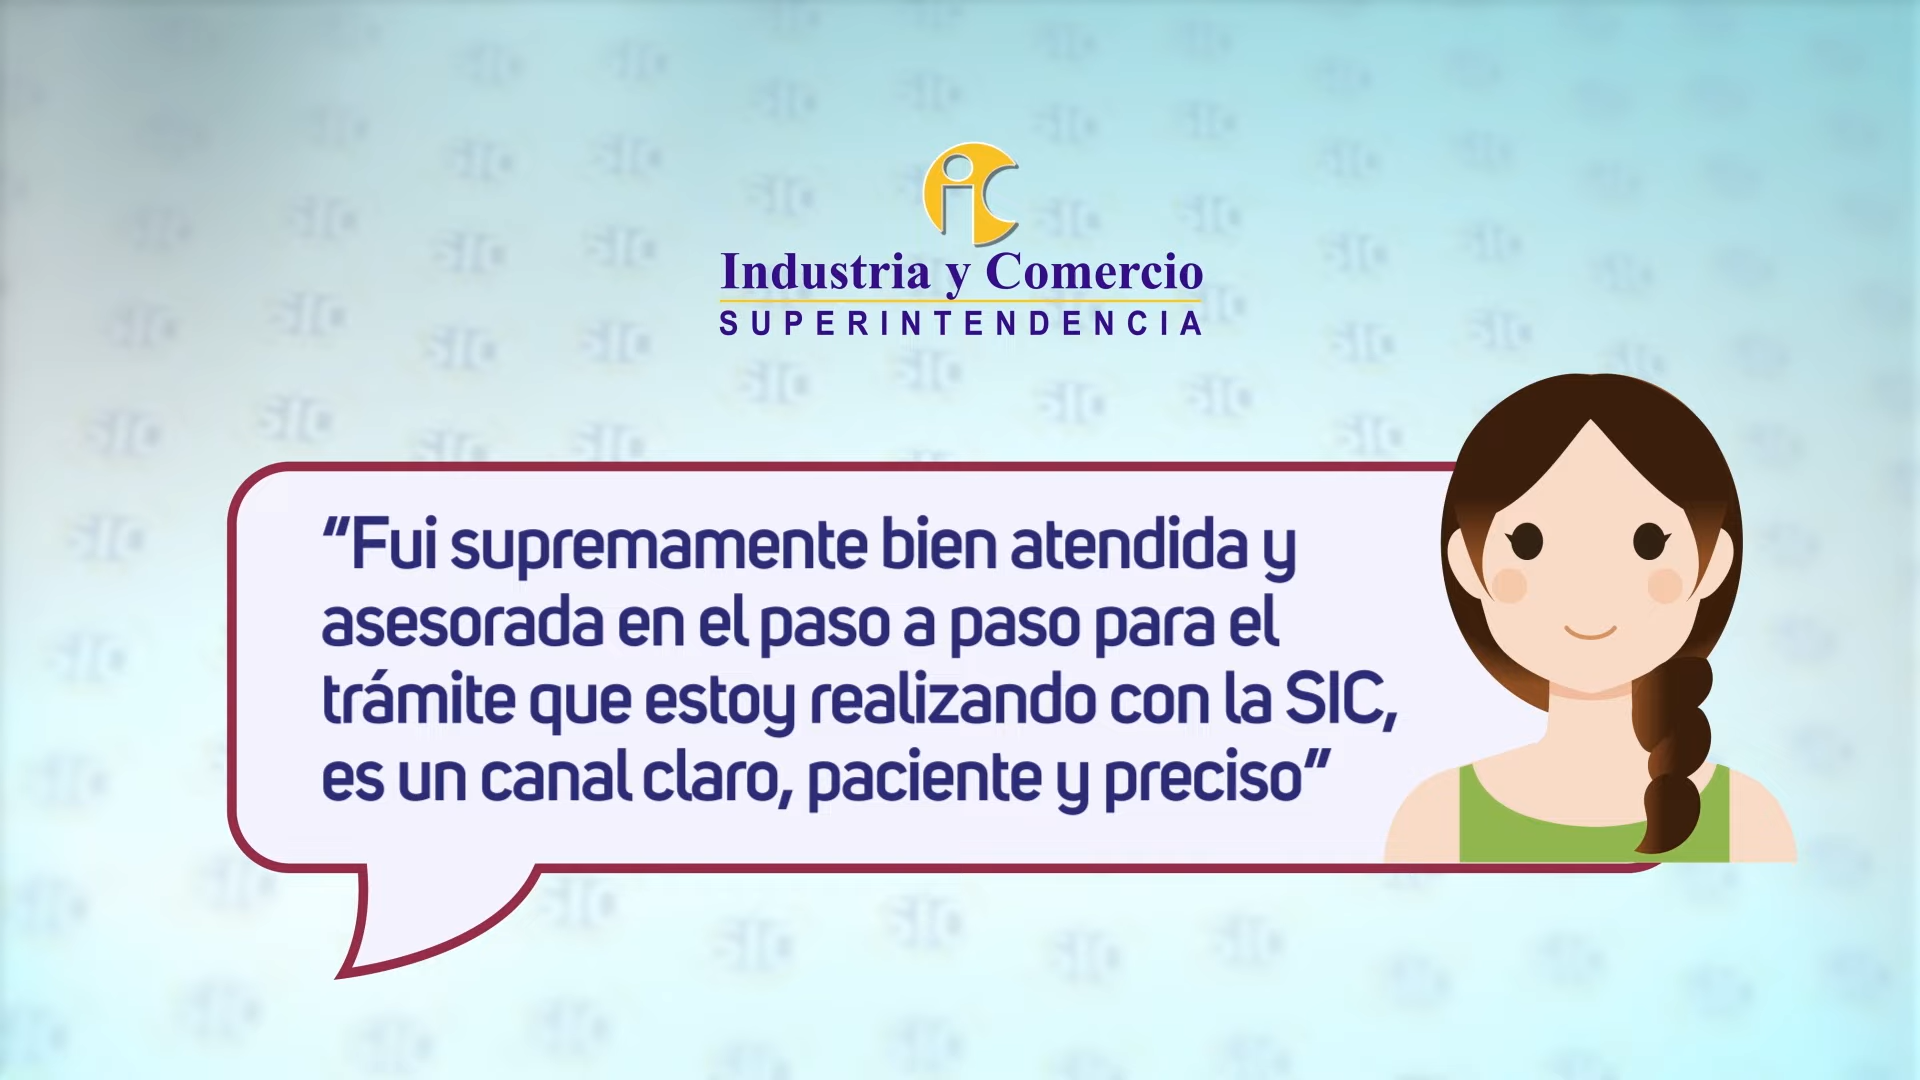 Industria y Comercio
SUPERINTENDENCIA
“Fui supremamente bien atendida y
asesorada en el paso a paso para el
trámite que estoy realizando con la SIC,
es un canal claro, paciente y preciso”